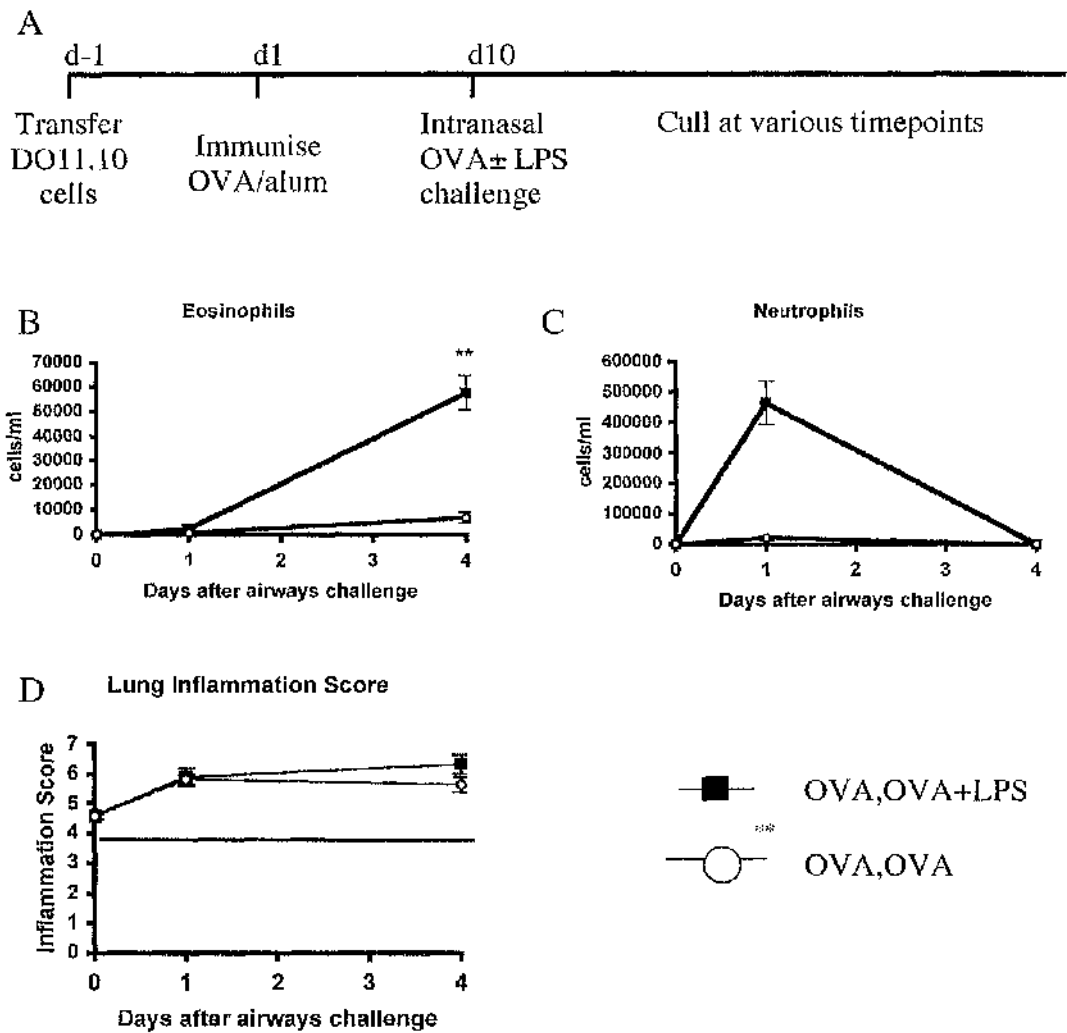 A
d-1 d1 d10
Transfer DO11.10 cells
Immunise OVA/alum
Intranasal OVA± LPS challenge
Cull at various timepoints
B
Eosinophils
**
70000
60000
50000
40000
30000
20000
10000
0
cells/ml
0 1 2 3 4
Days after airways challenge
C
Neutrophils
600000
500000
400000
300000
200000
100000
0
cells/ml
0 1 2 3 4
Days after airways challenge
D
Lung Inflammation Score
7
6
5
4
3
2
1
0
Inflammation Score
0 1 2 3 4
Days after airways challenge
OVA,OVA+LPS
**
OVA,OVA